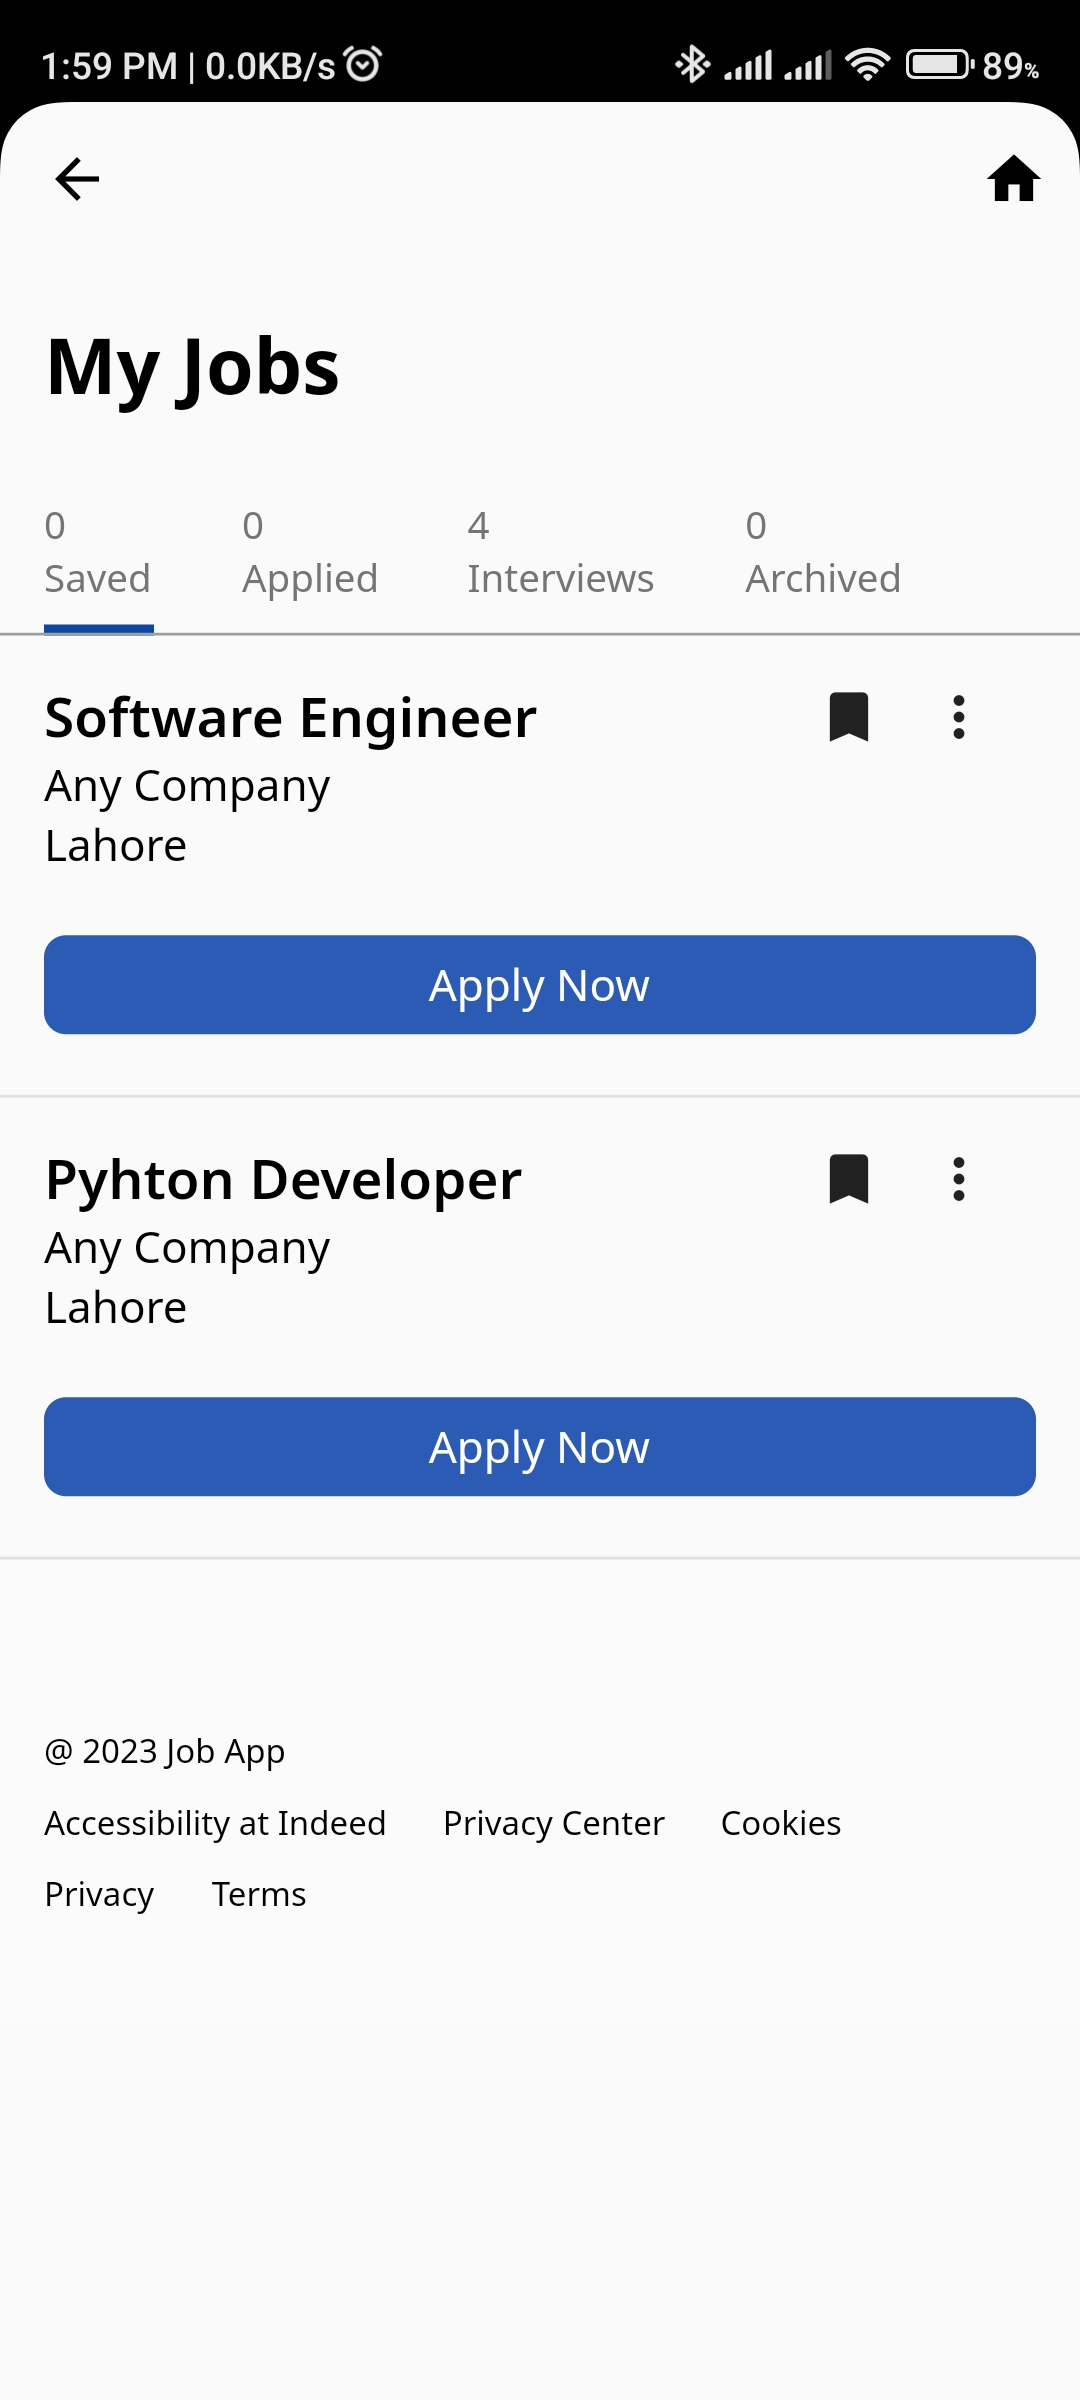 1:59 PM | 0.0KB/s 89%
My Jobs
0 0 4 0
Saved Applied Interviews Archived
Software Engineer
Any Company
Lahore
Apply Now
Pyhton Developer
Any Company
Lahore
Apply Now
@ 2023 Job App
Accessibility at Indeed Privacy Center Cookies
Privacy Terms